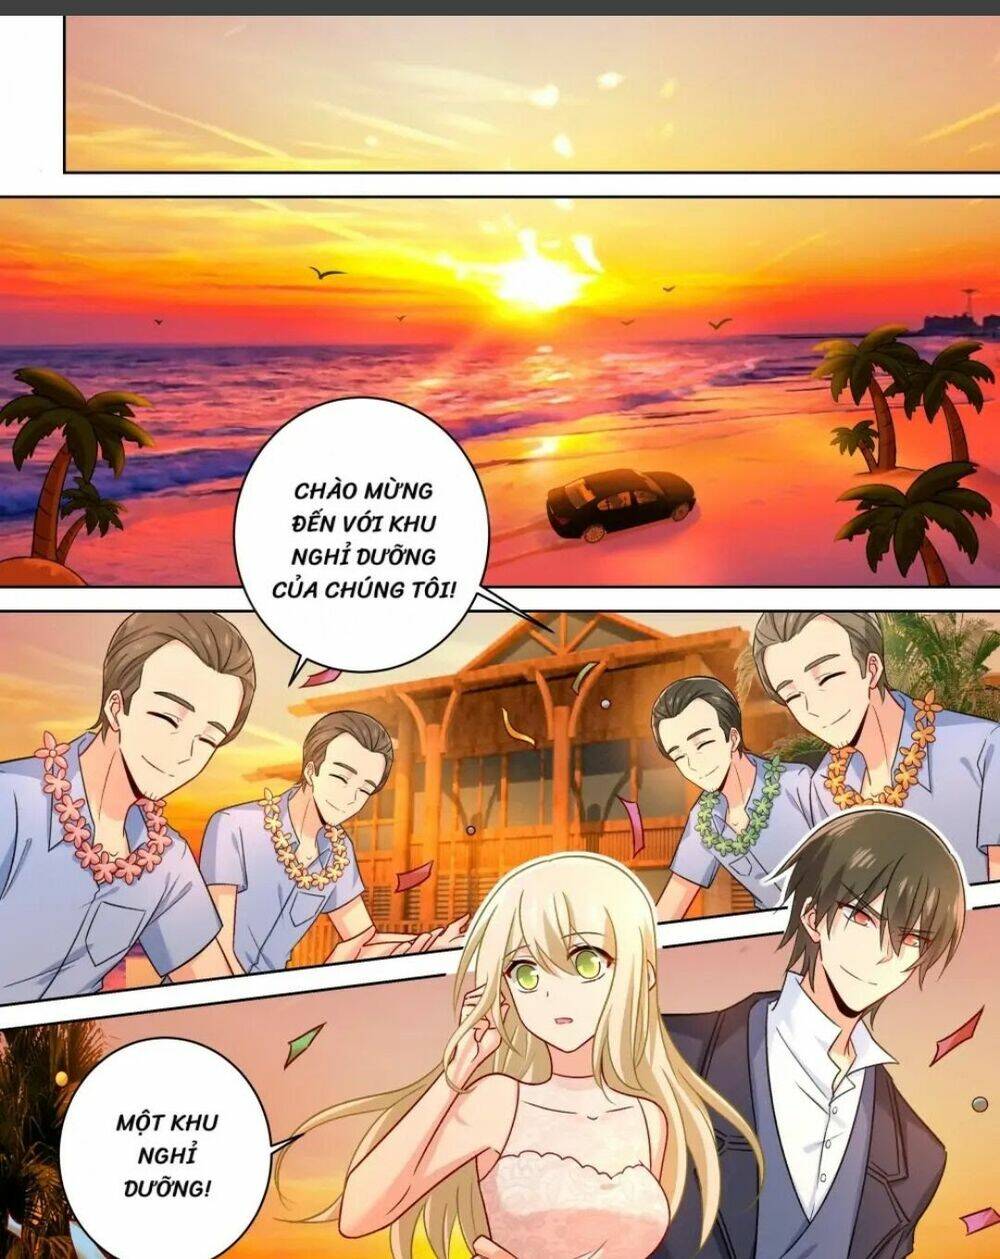 CHÀO MỪNG
ĐẾN VỚI KHU
NGHỈ DƯỠNG
CỦA CHÚNG TÔI!
MỘT KHU
NGHỈ
DƯỠNG!